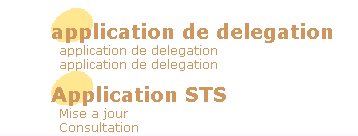 application de delegation
application de delegation
application de delegation
Application STS
Mise a jour
Consultation